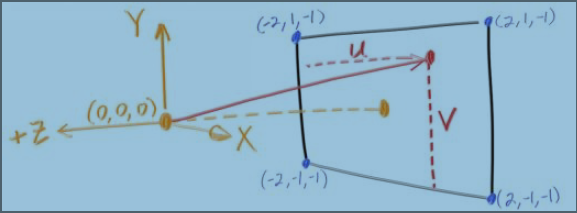 (-2,1,-1)
(2,1,-1)
Y
u
(0,0,0)
+Z
X
V
(-2,-1,-1)
(2,-1,-1)